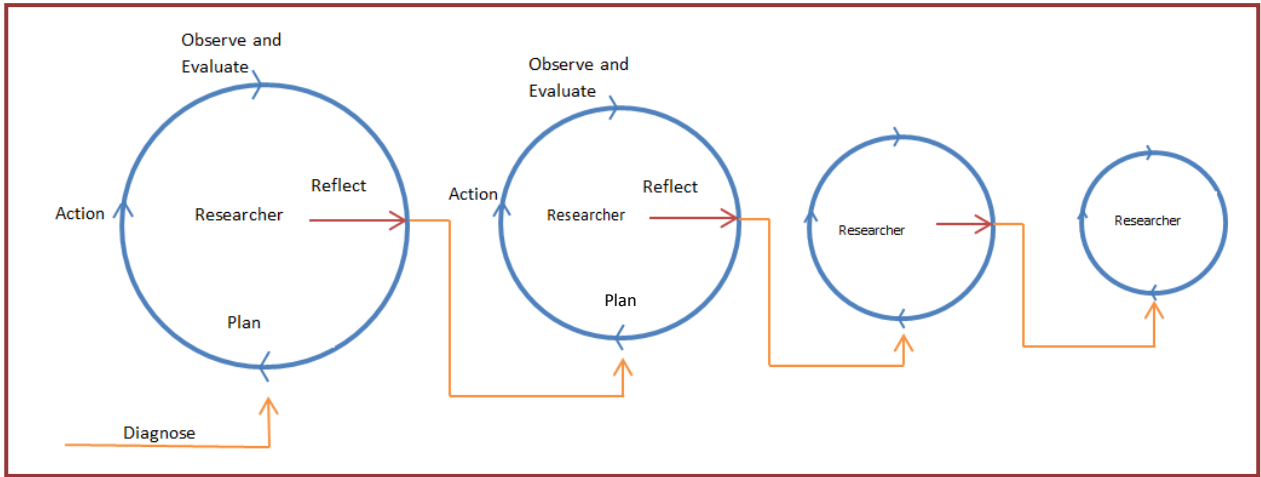 Observe and
Evaluate
Reflect
Action
Researcher
Plan
Diagnose
Observe and
Evaluate
Reflect
Action
Researcher
Plan
Researcher
Researcher